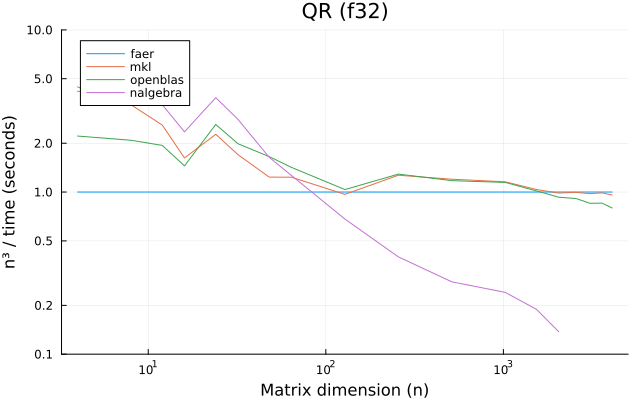 QR (f32)
n³ / time (seconds)
10.0
5.0
2.0
1.0
0.5
0.2
0.1
faer
mkl
openblas
nalgebra
10¹
10²
10³
Matrix dimension (n)